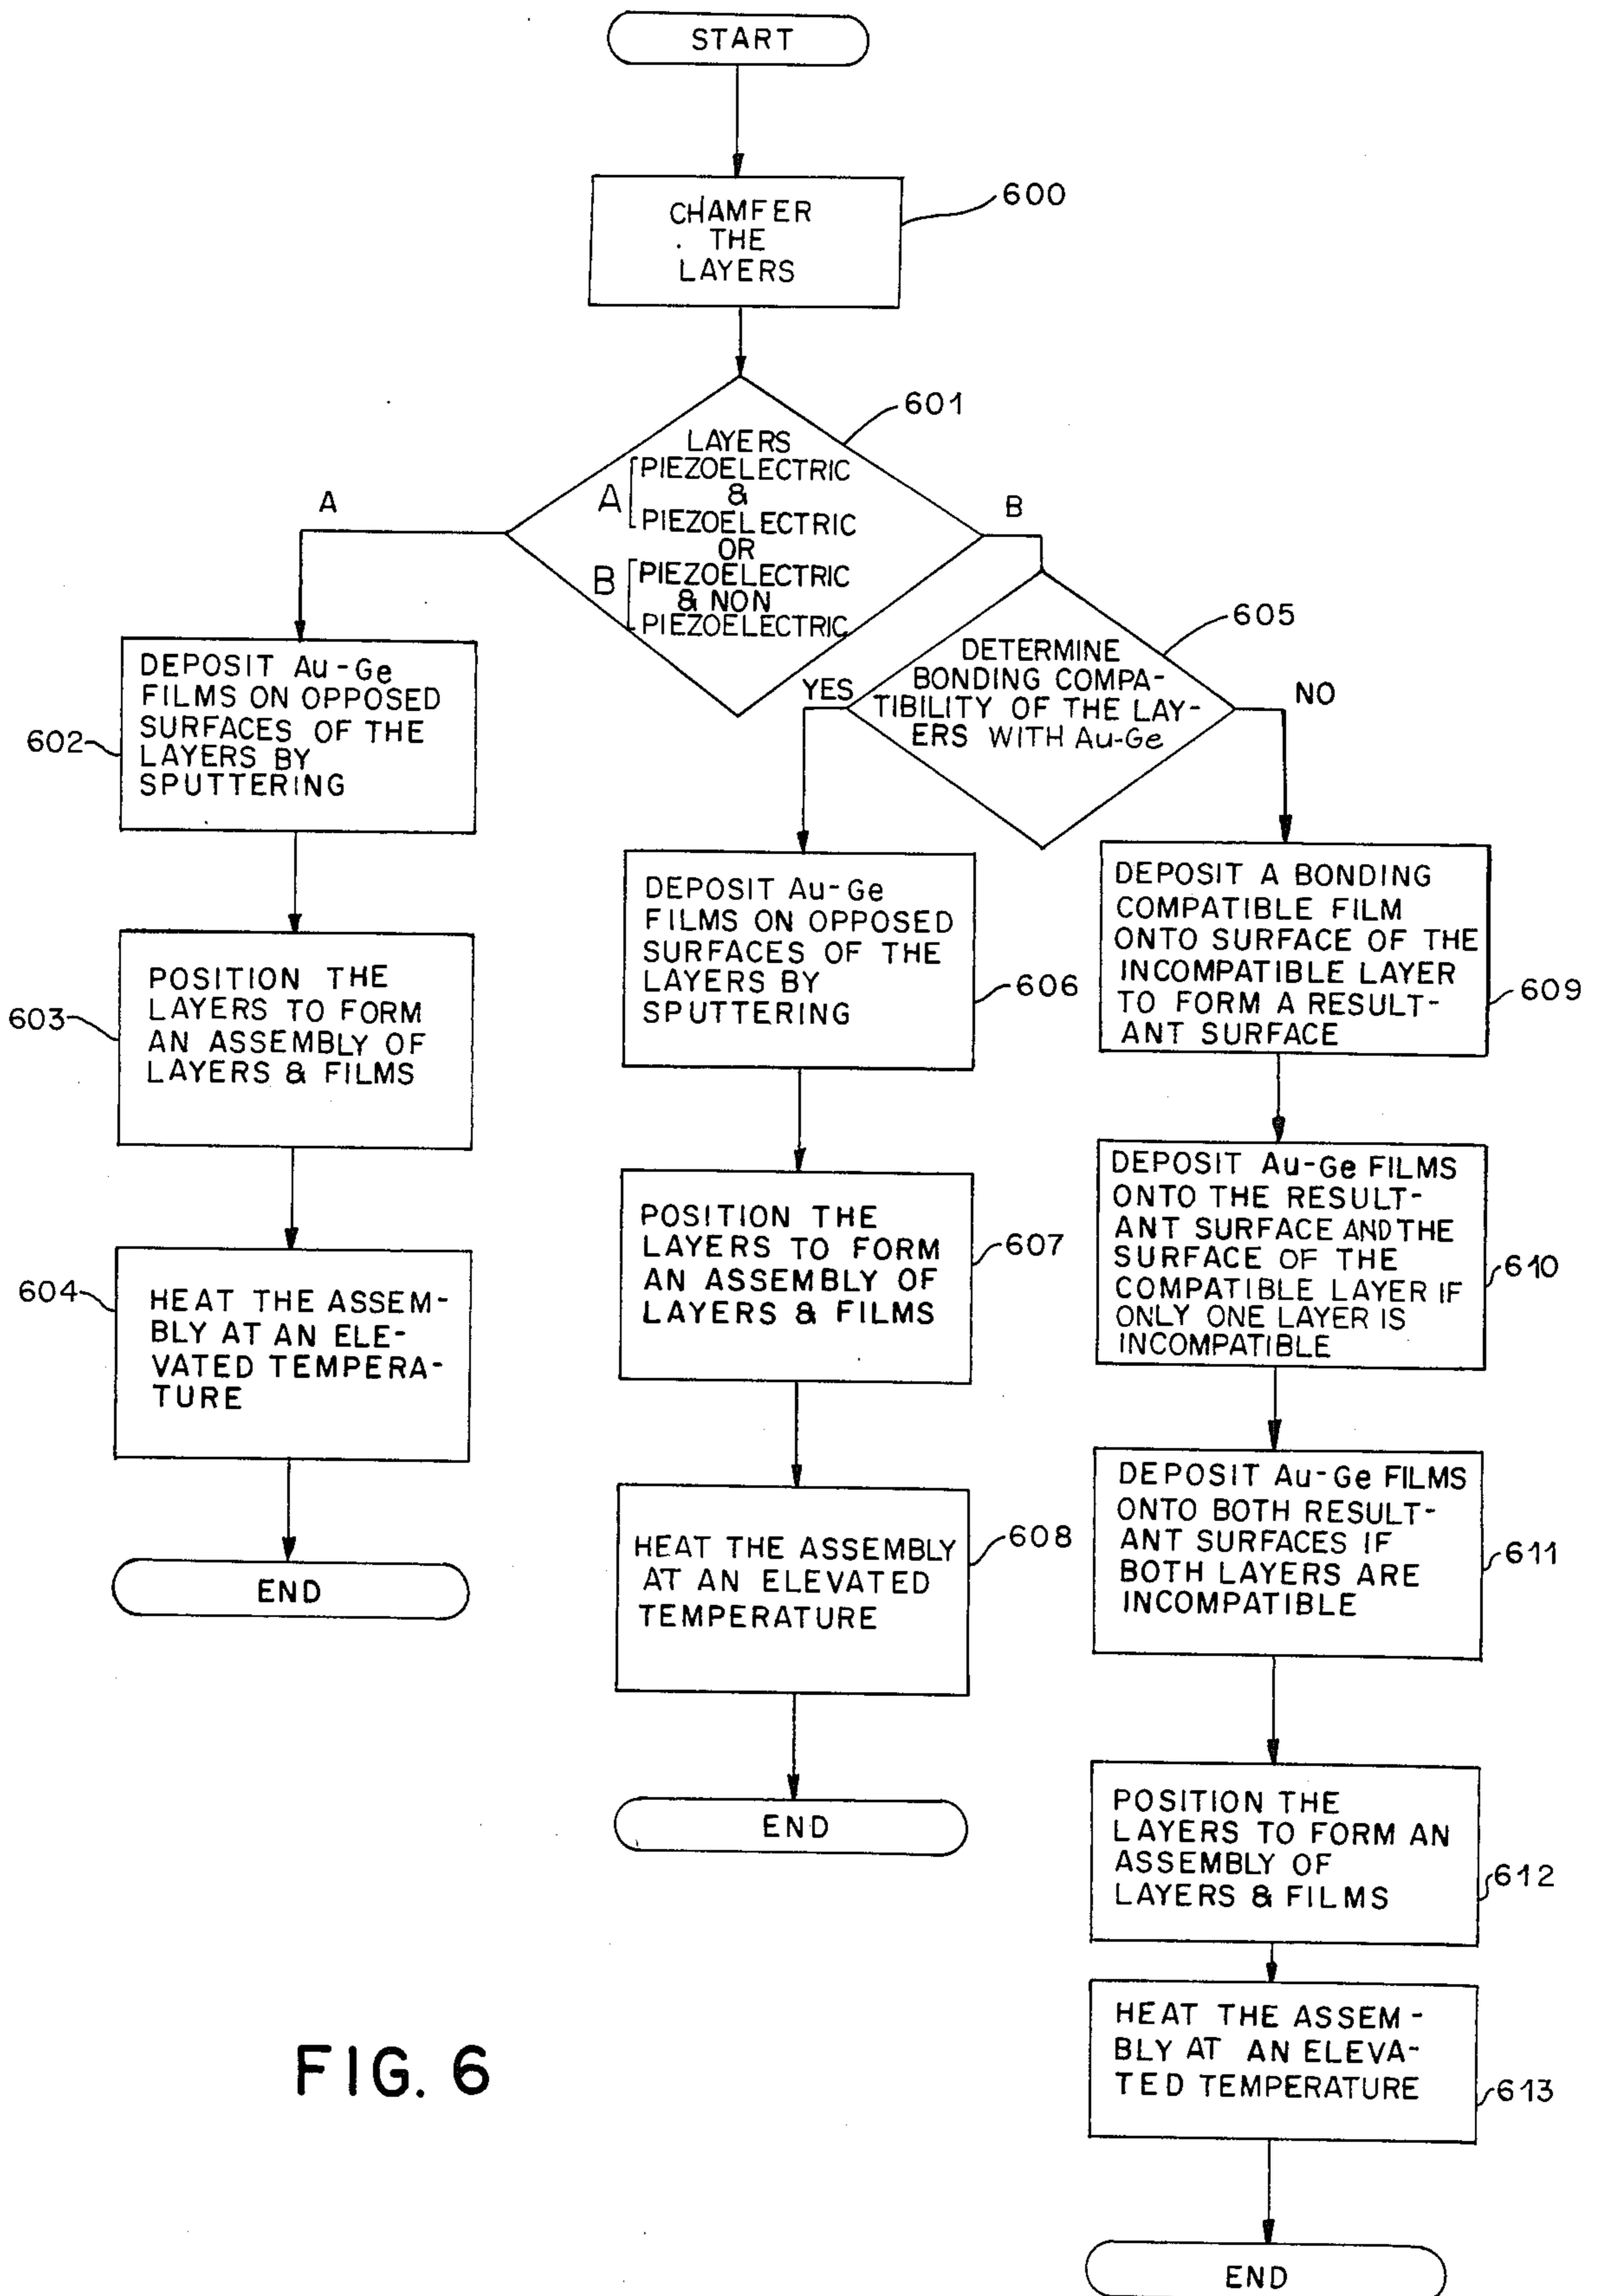 START
CHAMFER
THE
LAYERS
600
601
LAYERS
A
PIEZOELECTRIC
&
PIEZOELECTRIC
OR
B
PIEZOELECTRIC
& NON
PIEZOELECTRIC
A
B
602
DEPOSIT Au-Ge
FILMS ON OPPOSED
SURFACES OF THE
LAYERS BY
SPUTTERING
603
POSITION THE
LAYERS TO FORM
AN ASSEMBLY OF
LAYERS & FILMS
604
HEAT THE ASSEM-
BLY AT AN ELE-
VATED TEMPERA-
TURE
END
605
DETERMINE
BONDING COMPA-
TIBILITY OF THE LAY-
ERS WITH Au-Ge
YES
NO
DEPOSIT Au-Ge
FILMS ON OPPOSED
SURFACES OF THE
LAYERS BY
SPUTTERING
606
POSITION THE
LAYERS TO FORM
AN ASSEMBLY OF
LAYERS & FILMS
607
HEAT THE ASSEMBLY
AT AN ELEVATED
TEMPERATURE
608
END
DEPOSIT A BONDING
COMPATIBLE FILM
ONTO SURFACE OF THE
INCOMPATIBLE LAYER
TO FORM A RESULT-
ANT SURFACE
609
DEPOSIT Au-Ge FILMS
ONTO THE RESULT-
ANT SURFACE AND THE
SURFACE OF THE
COMPATIBLE LAYER IF
ONLY ONE LAYER IS
INCOMPATIBLE
610
DEPOSIT Au-Ge FILMS
ONTO BOTH RESULT-
ANT SURFACES IF
BOTH LAYERS ARE
INCOMPATIBLE
611
POSITION THE
LAYERS TO FORM AN
ASSEMBLY OF
LAYERS & FILMS
612
HEAT THE ASSEM-
BLY AT AN ELEVA-
TED TEMPERATURE
613
END
FIG. 6